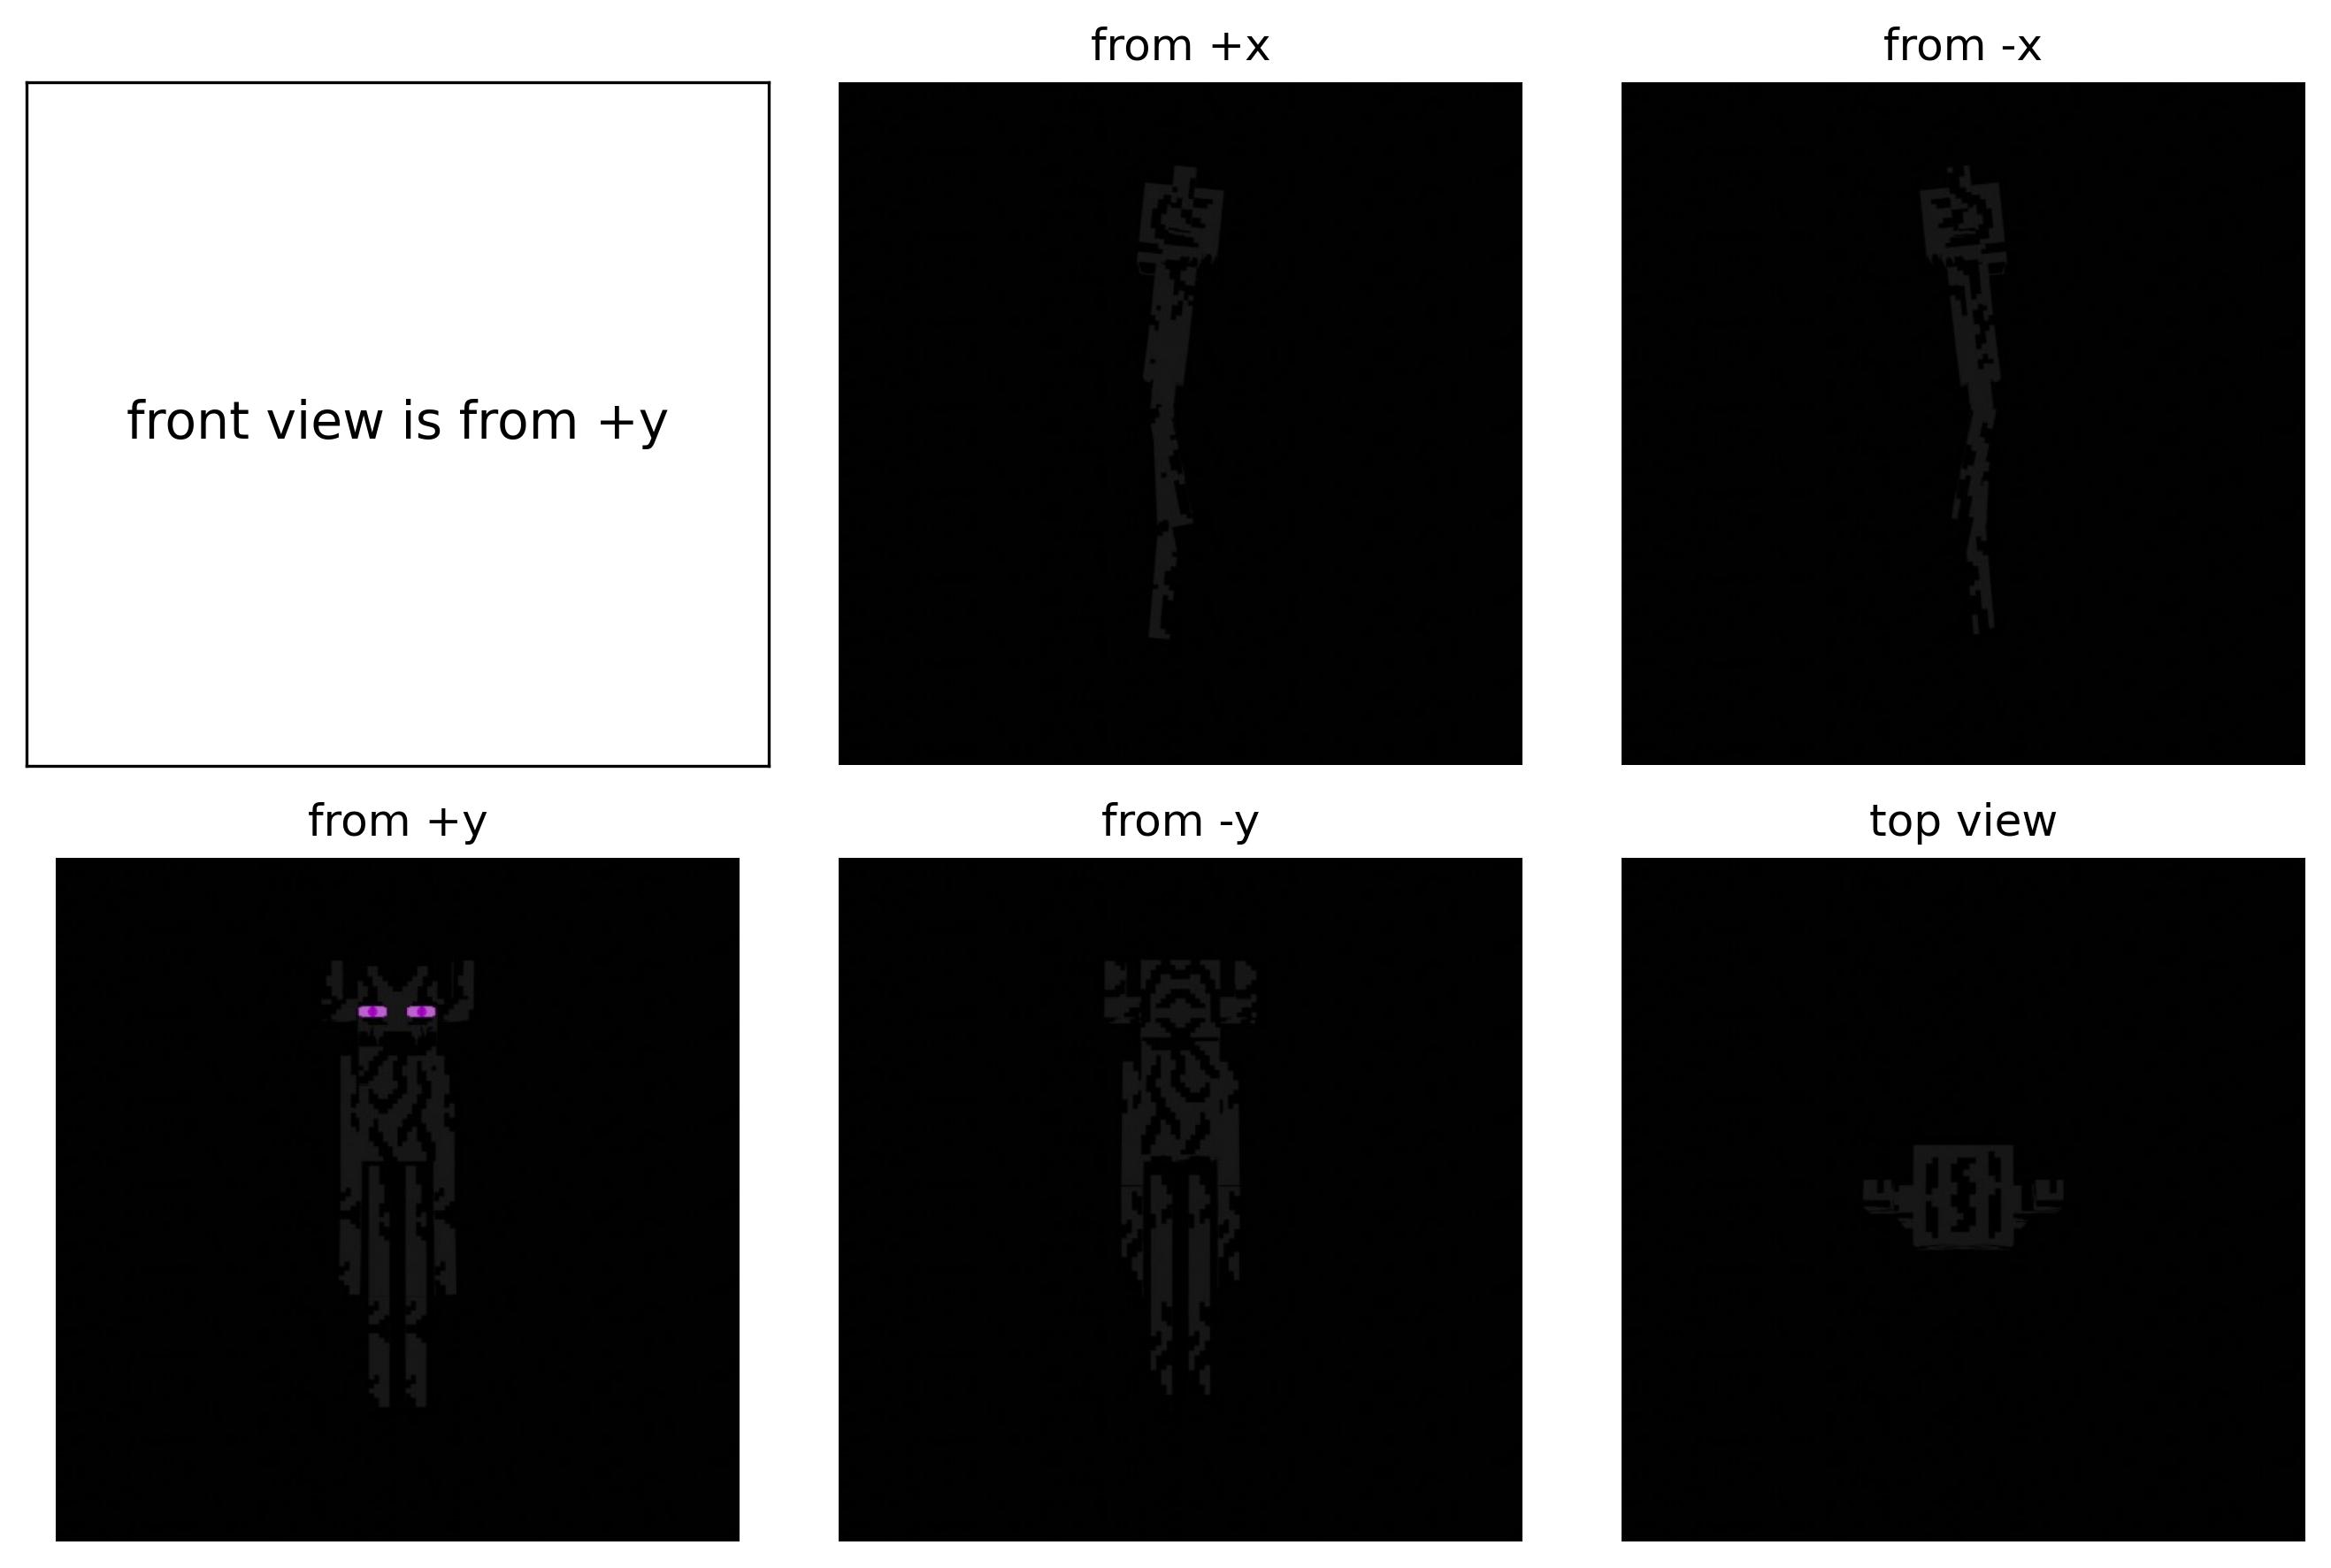 from +x
from -x
front view is from +y
from +y
from -y
top view